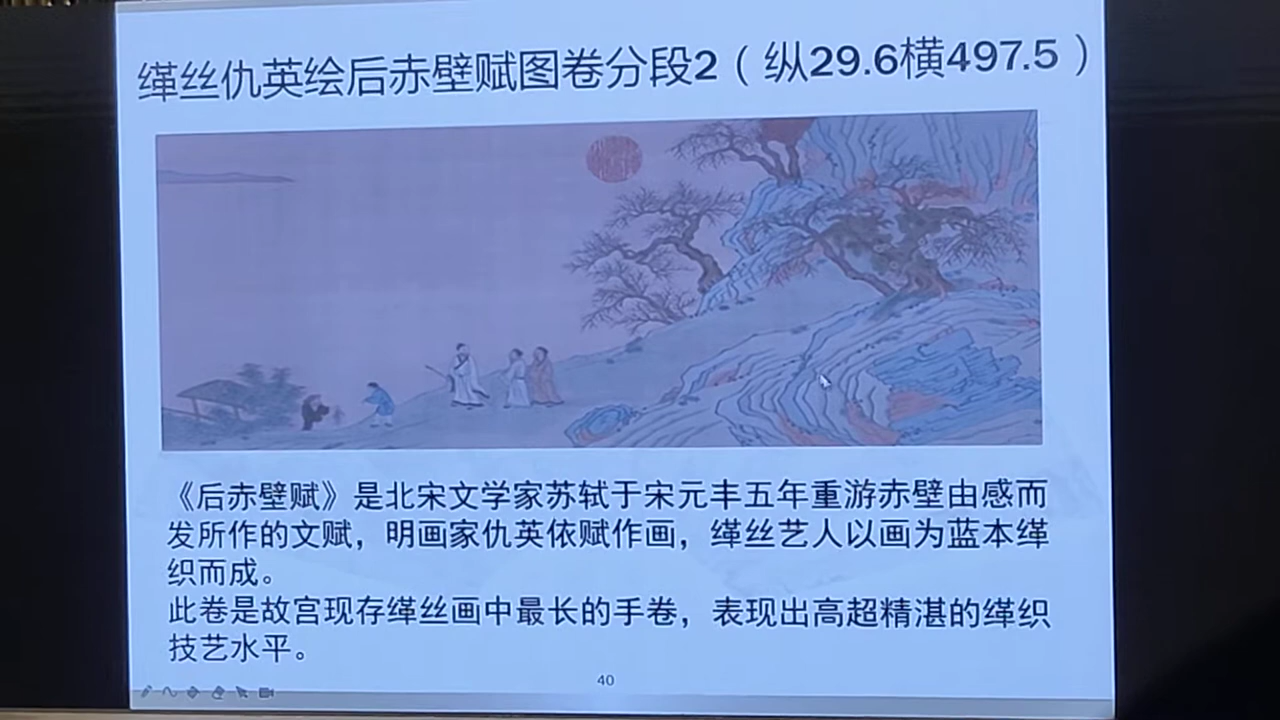 缂丝仇英绘后赤壁赋图卷分段2（纵29.6横497.5）
《后赤壁赋》是北宋文学家苏轼于宋元丰五年重游赤壁由感而
发所作的文赋，明画家仇英依赋作画，缂丝艺人以画为蓝本缂
织而成。
此卷是故宫现存缂丝画中最长的手卷，表现出高超精湛的缂织
技艺水平。
40